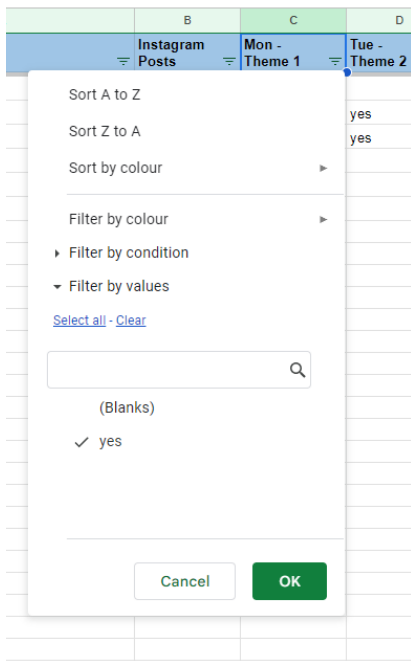 B C D
Instagram Posts
Mon - Theme 1
Tue - Theme 2
Sort A to Z
Sort Z to A
Sort by colour
Filter by colour
Filter by condition
Filter by values
Select all - Clear
(Blanks)
yes
Cancel OK
yes
yes